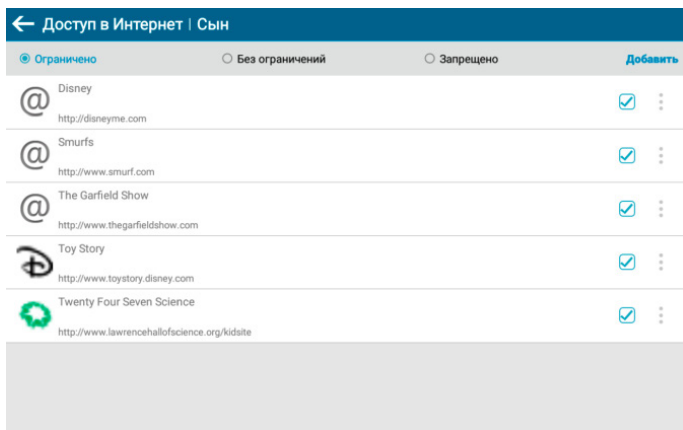 Доступ в Интернет | Сын
Ограничено Без ограничений Запрещено Добавить
Disney
http://disneyme.com
Smurfs
http://www.smurf.com
The Garfield Show
http://www.thegarfieldshow.com
Toy Story
http://www.toystory.disney.com
Twenty Four Seven Science
http://www.lawrencehallofscience.org/kidsite